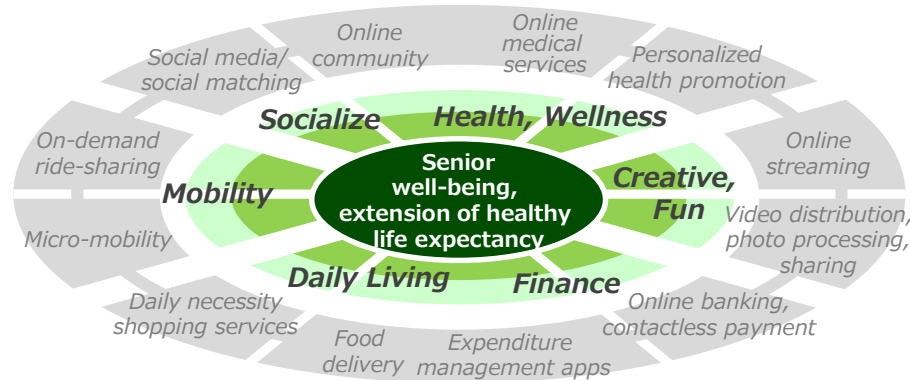 Online
community
Online
medical
services
Social media/
social matching
Personalized
health promotion
Socialize
Health, Wellness
On-demand
ride-sharing
Online
streaming
Mobility
Senior
well-being,
extension of healthy
life expectancy
Creative,
Fun
Micro-mobility
Video distribution,
photo processing,
sharing
Daily Living
Finance
Daily necessity
shopping services
Online banking,
contactless payment
Food
delivery
Expenditure
management apps